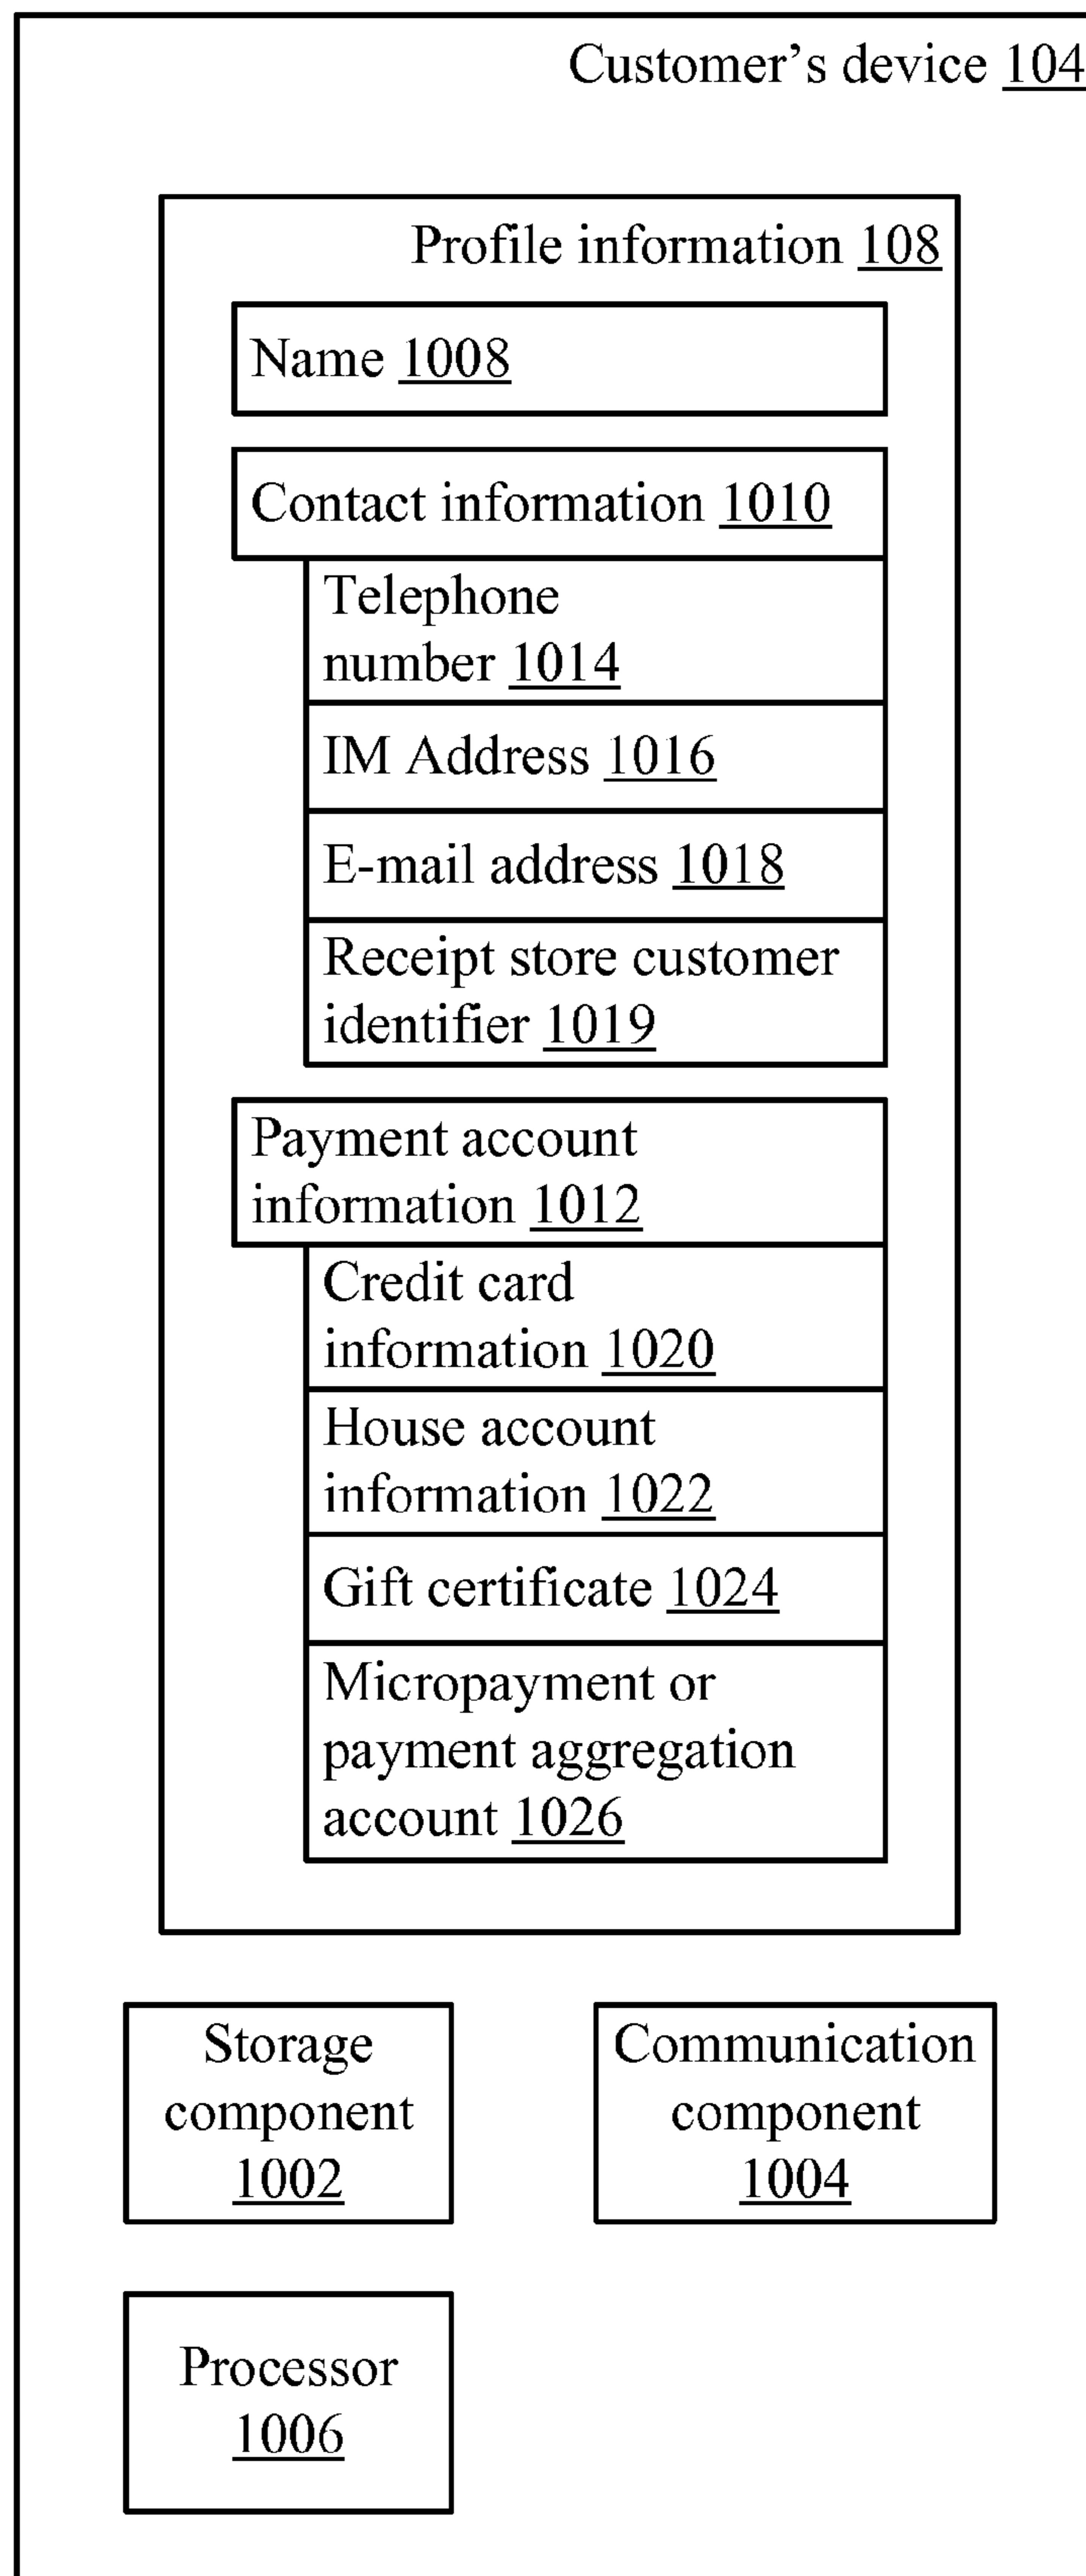 Customer’s device 104
Profile information 108
Name 1008
Contact information 1010
Telephone
number 1014
IM Address 1016
E-mail address 1018
Receipt store customer
identifier 1019
Payment account
information 1012
Credit card
information 1020
House account
information 1022
Gift certificate 1024
Micropayment or
payment aggregation
account 1026
Storage
component
1002
Communication
component
1004
Processor
1006